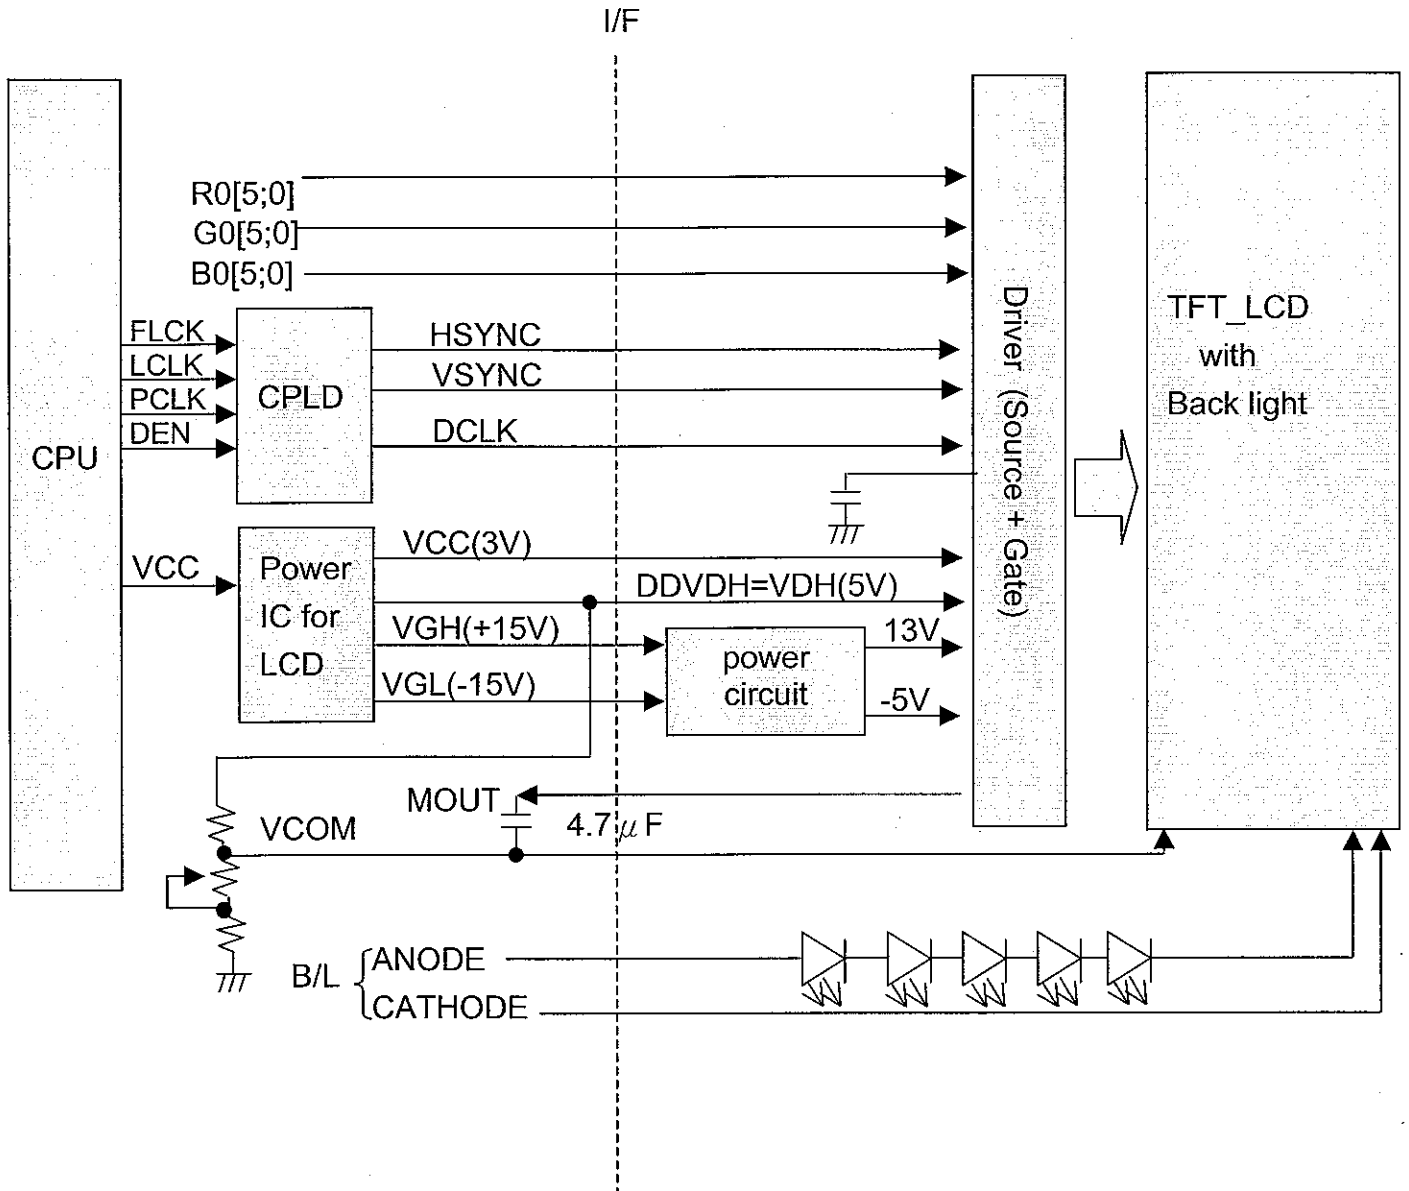 I/F
R0[5;0]
G0[5;0]
B0[5;0]
FLCK
LCLK
PCLK
DEN
CPU
CPLD
HSYNC
VSYNC
DCLK
VCC
Power
IC for
LCD
VCC(3V)
DDVDH=VDH(5V)
VGH(+15V)
VGL(-15V)
power
circuit
13V
-5V
Driver (Source + Gate)
TFT_LCD
with
Back light
MOUT
4.7μF
VCOM
B/L
ANODE
CATHODE